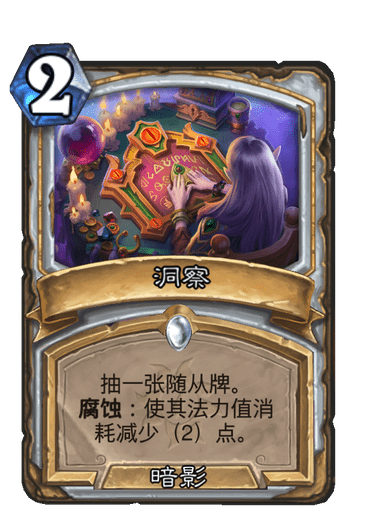 2
洞察
抽一张随从牌。
腐蚀：使其法力值消
耗减少（2）点。
暗影